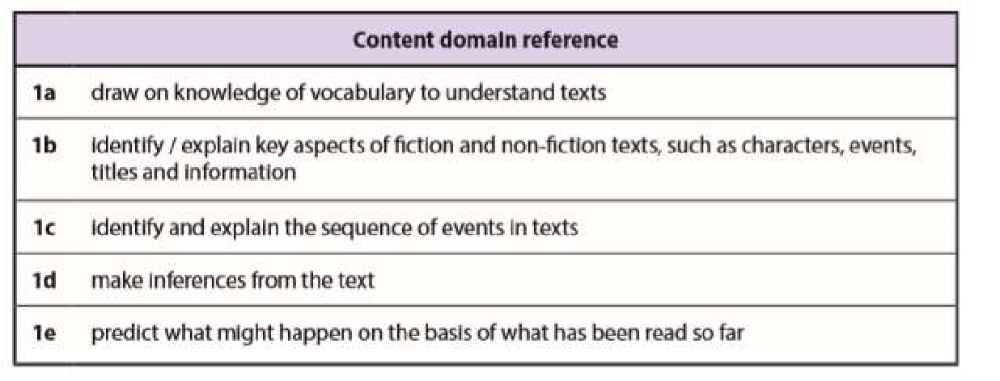 Content domain reference
1a draw on knowledge of vocabulary to understand texts
1b identify / explain key aspects of fiction and non-fiction texts, such as characters, events,
titles and information
1c identify and explain the sequence of events in texts
1d make inferences from the text
1e predict what might happen on the basis of what has been read so far